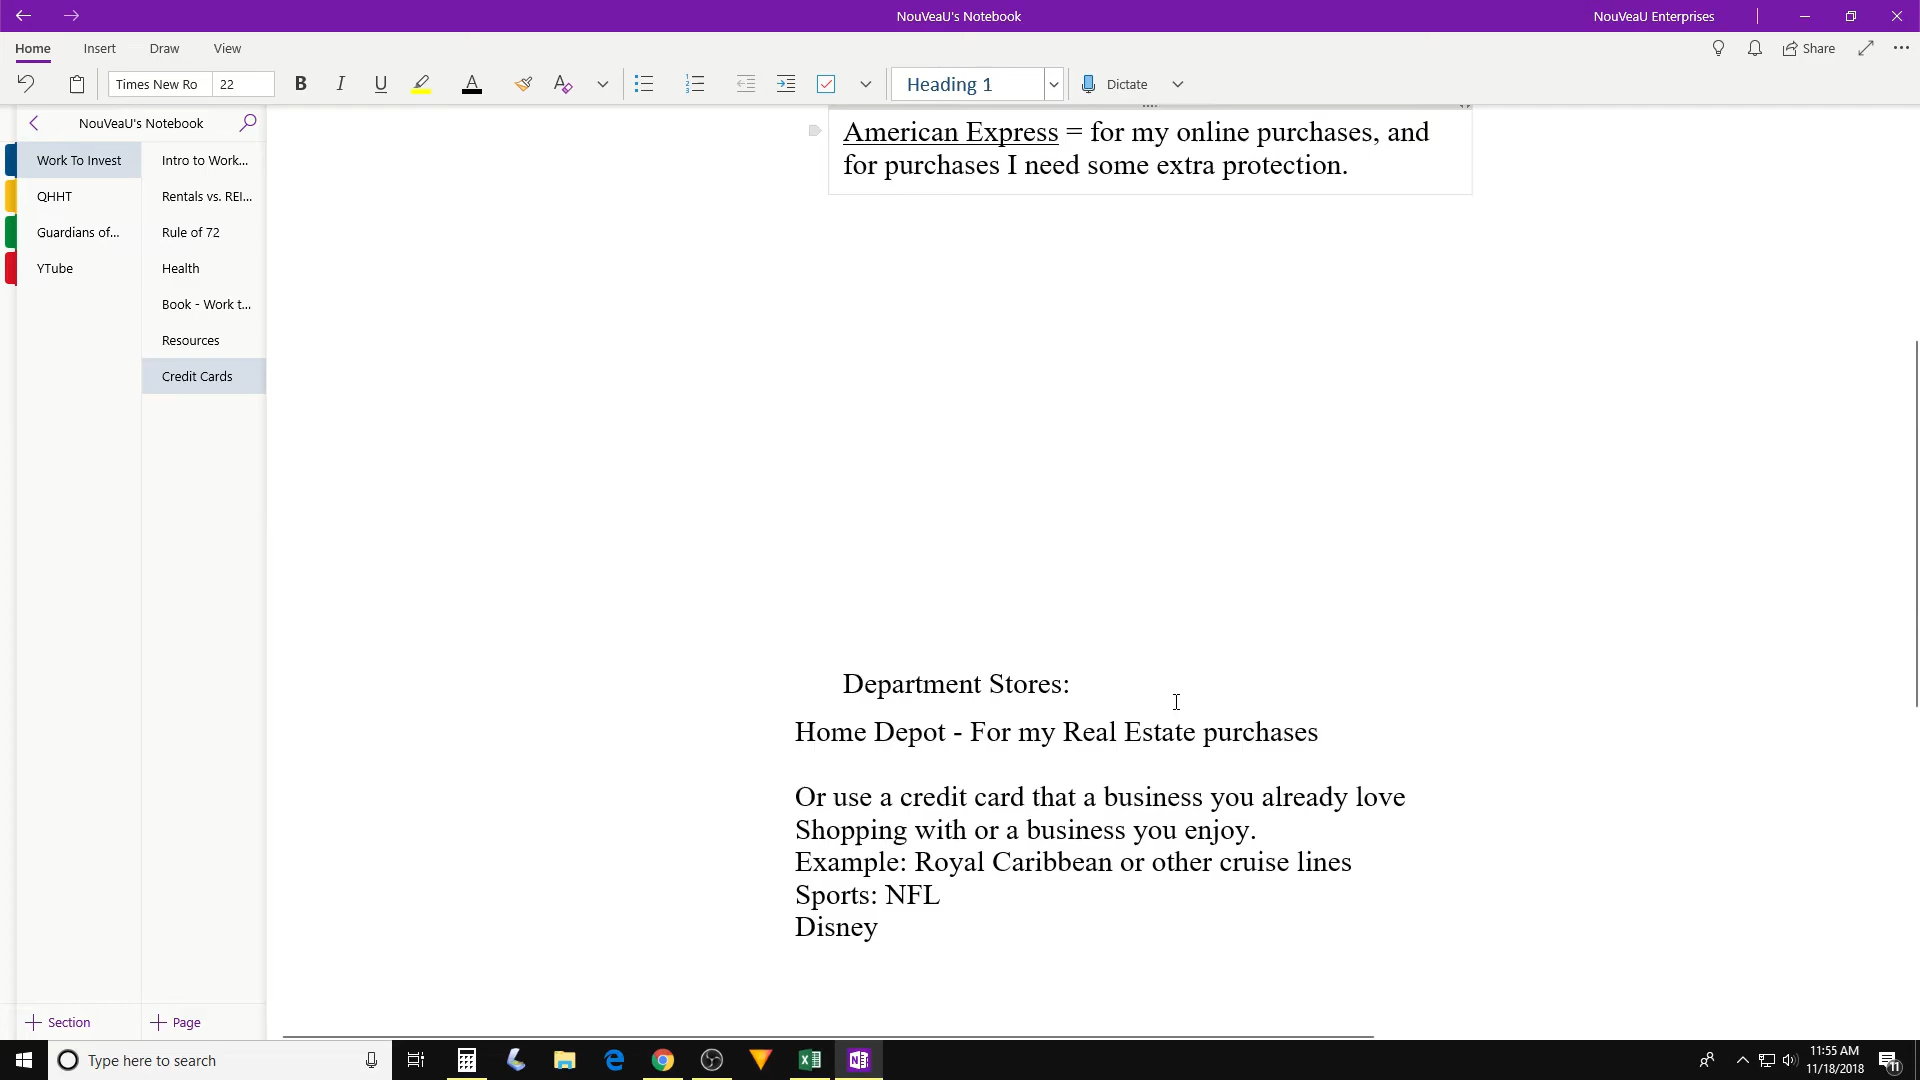 NouVeaU's Notebook
NouVeaU Enterprises
Home
Insert
Draw
View
Share
Times New Ro
22
B
I
U
A
Heading 1
Dictate
NouVeaU's Notebook
Work To Invest
QHHT
Guardians of...
YTube
Intro to Work...
Rentals vs. REI...
Rule of 72
Health
Book - Work t...
Resources
Credit Cards
American Express = for my online purchases, and
for purchases I need some extra protection.
Department Stores:
Home Depot - For my Real Estate purchases
Or use a credit card that a business you already love
Shopping with or a business you enjoy.
Example: Royal Caribbean or other cruise lines
Sports: NFL
Disney
Section
Page
Type here to search
11:55 AM
11/18/2018
11